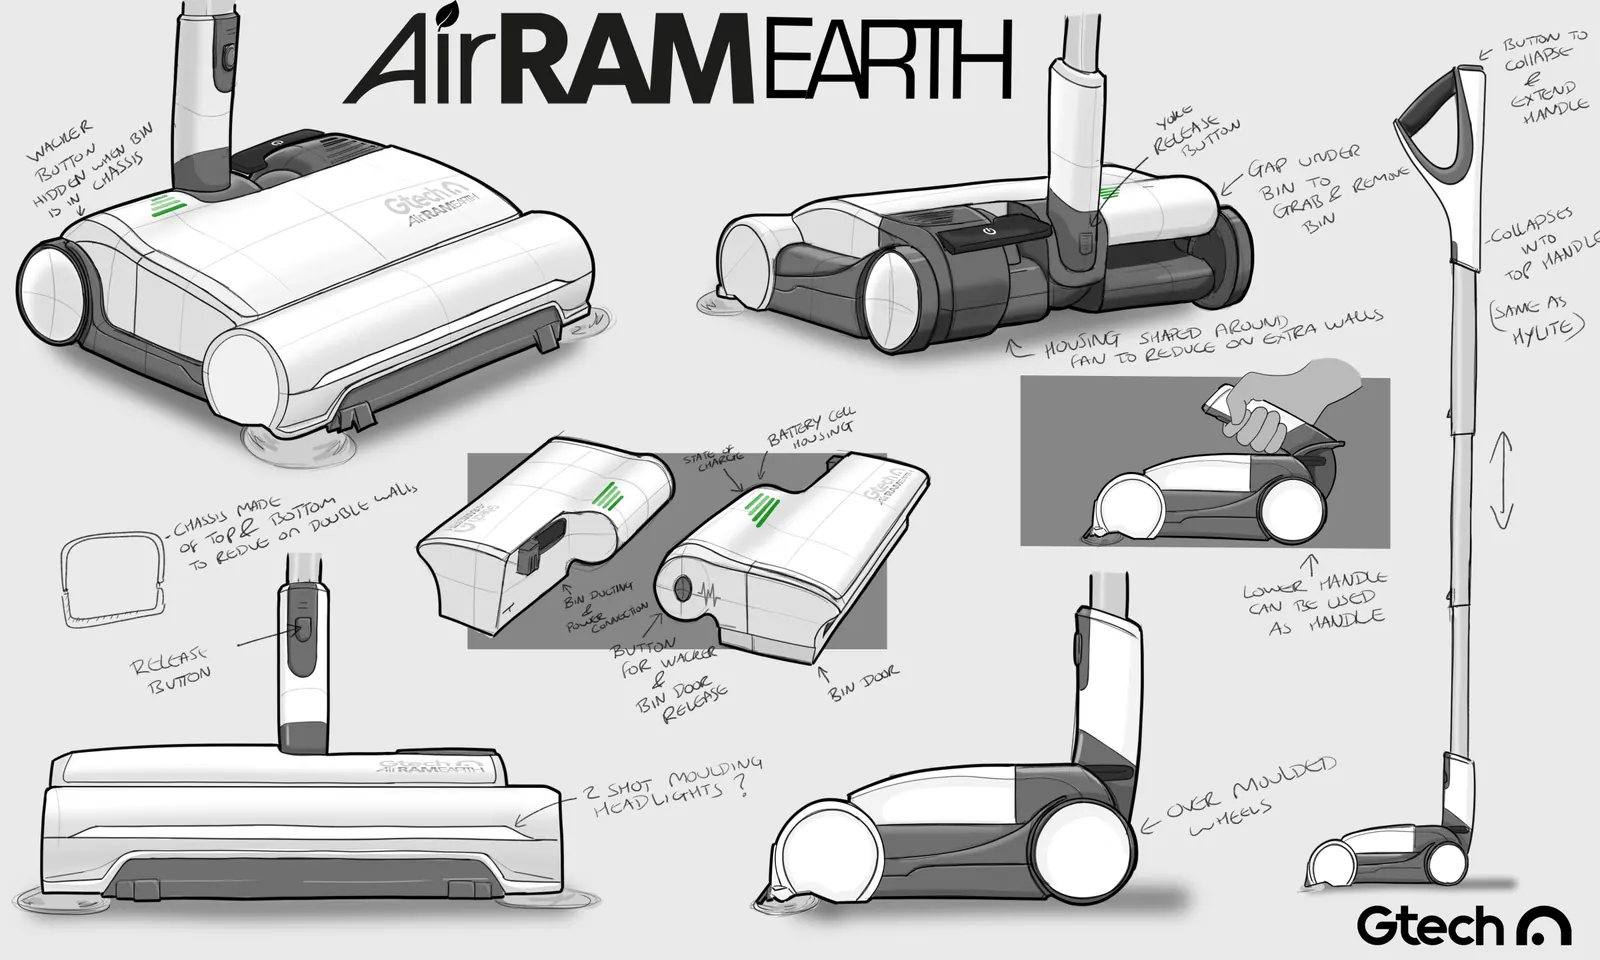 AirRAMEARTH
WACKER
BUTTON
HIDDEN WHEN BIN
IS IN CHASSIS
Gtech
AirRAMEARTH
YOKE
RELEASE
BUTTON
GAP UNDER
BIN TO
GRAB & REMOVE
BIN
BUTTON TO
COLLAPSE
&
EXTEND
HANDLE
COLLAPSES
INTO
TOP HANDLE
(SAME AS
HYLITE)
HOUSING SHAPED AROUND
FAN TO REDUCE ON EXTRA WALLS
STATE OF
CHARGE
BATTERY CELL
HOUSING
Gtech
AirRAMEARTH
CHASSIS MADE
OF TOP & BOTTOM
TO REDUE ON DOUBLE WALLS
BIN DUCTING
&
POWER
CONNECTION
BUTTON
FOR WACKER
&
BIN DOOR
RELEASE
BIN DOOR
LOWER HANDLE
CAN BE USED
AS HANDLE
RELEASE
BUTTON
Gtech
AirRAMEARTH
2 SHOT MOULDING
HEADLIGHTS ?
OVER MOULDED
WHEELS
Gtech